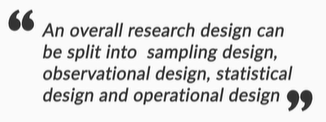 ❝ An overall research design can
be split into sampling design,
observational design, statistical
design and operational design ❞